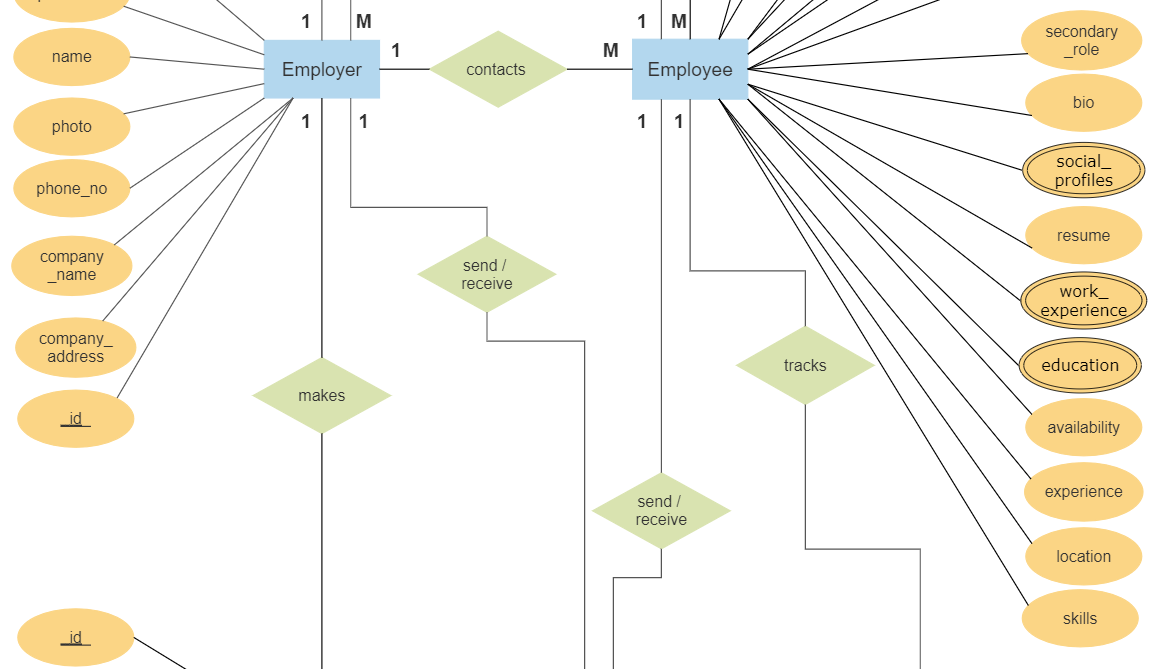 1
M
1
M
name
Employer
1
contacts
M
Employee
secondary
_role
bio
photo
1
1
1
1
social_
profiles
phone_no
resume
company
_name
send /
receive
work_
experience
company_
address
makes
tracks
education
_id_
availability
experience
send /
receive
location
skills
_id_